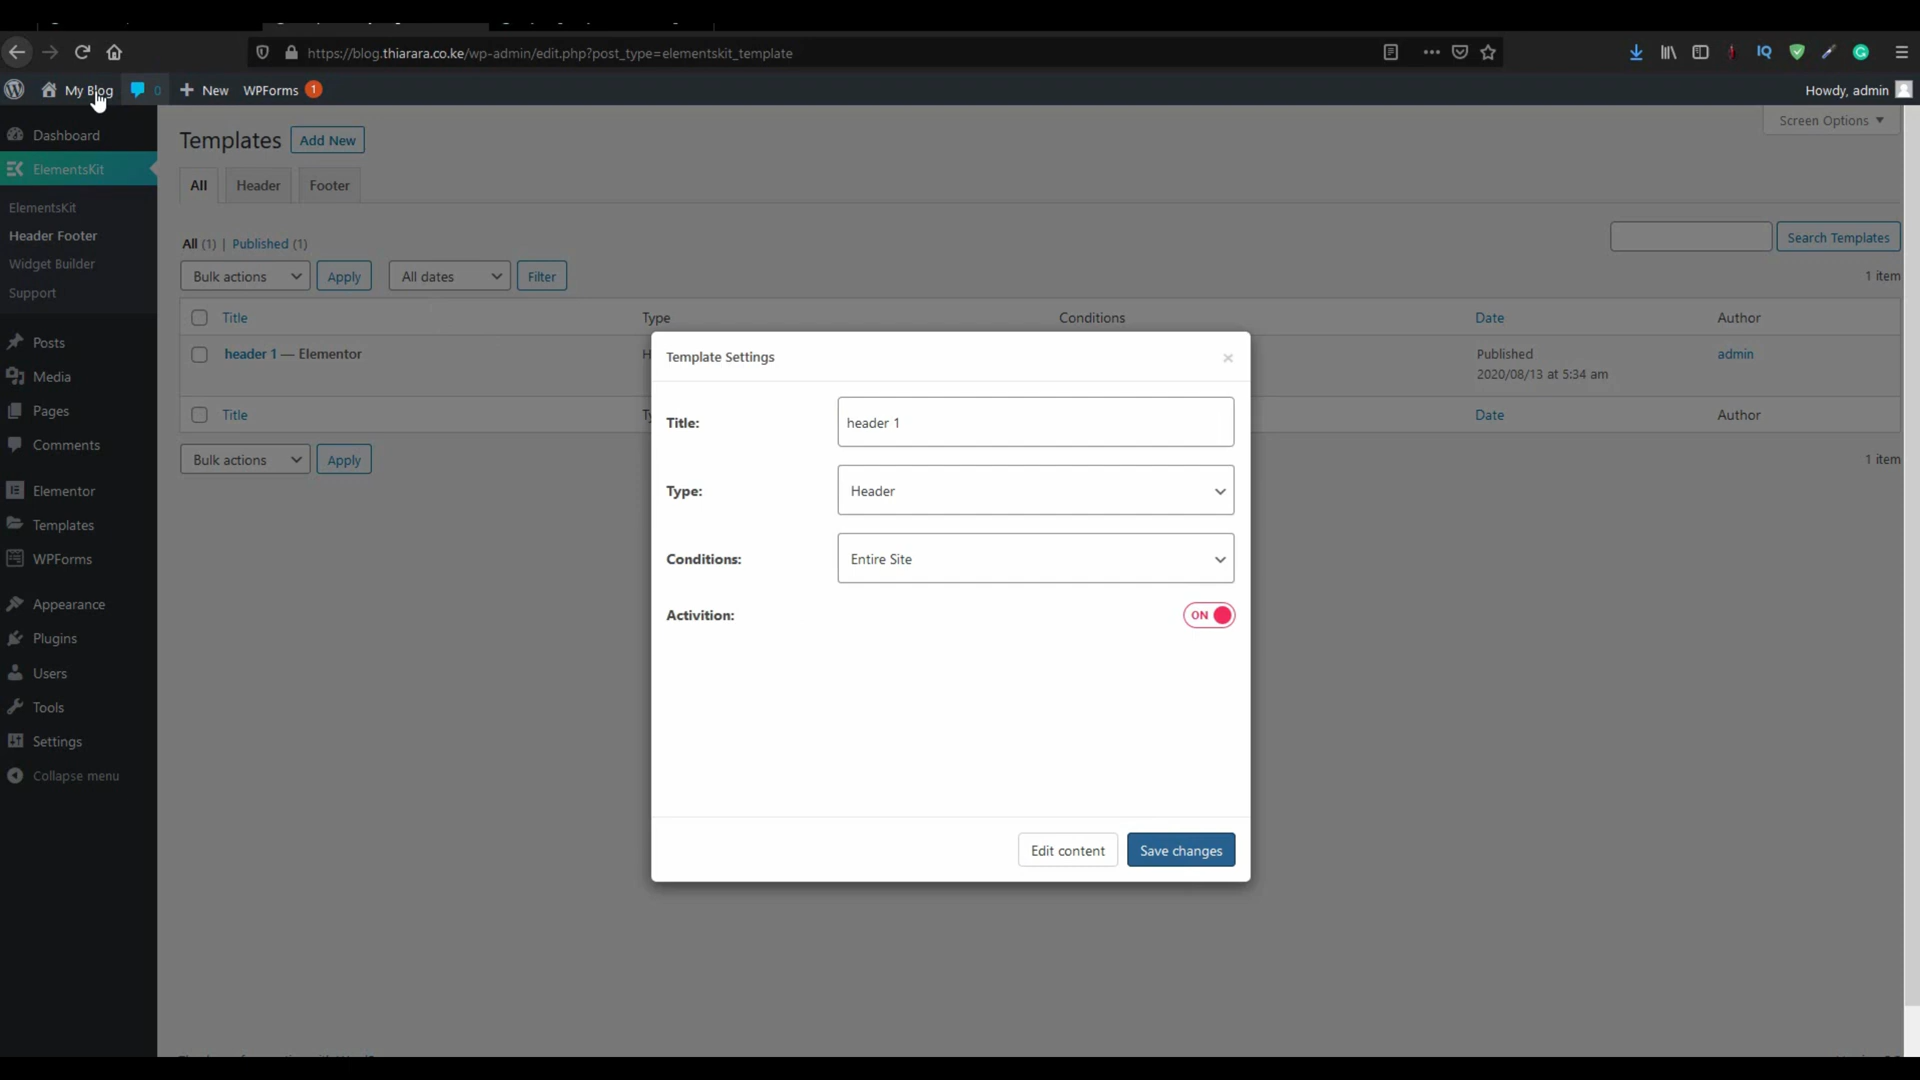 https://blog.thiarara.co.ke/wp-admin/edit.php?post_type=elementskit_template
IQ
My Blog 0 New WPForms 1
Howdy, admin
Dashboard
ElementsKit
ElementsKit
Header Footer
Widget Builder
Support
Posts
Media
Pages
Comments
Elementor
Templates
WPForms
Appearance
Plugins
Users
Tools
Settings
Collapse menu
Screen Options
Templates Add New
All Header Footer
All (1) | Published (1)
Search Templates
Bulk actions Apply All dates Filter
1 item
Title Type Conditions Date Author
header 1 — Elementor
Published admin
2020/08/13 at 5:34 am
Title Date Author
Bulk actions Apply
1 item
Template Settings
×
Title: header 1
Type: Header
Conditions: Entire Site
Activition: ON
Edit content Save changes